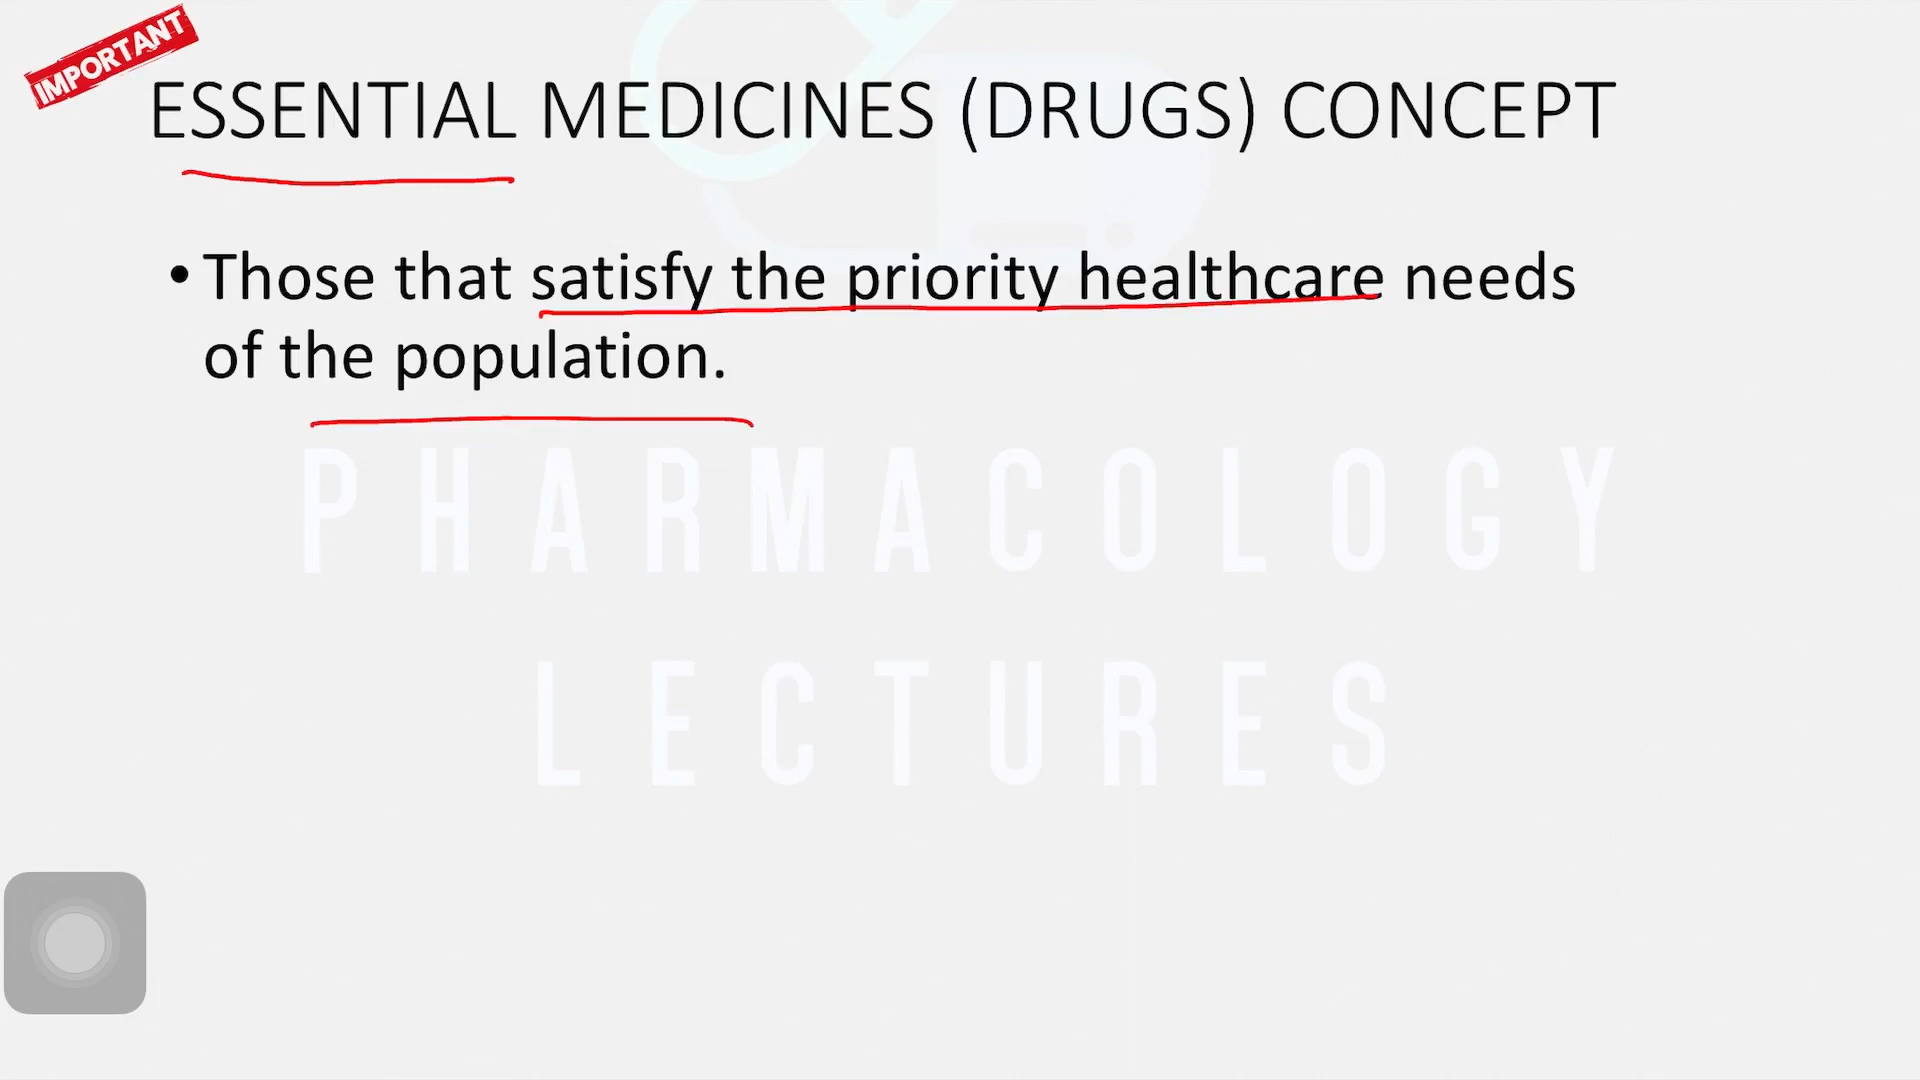 IMPORTANT
ESSENTIAL MEDICINES (DRUGS) CONCEPT
•Those that satisfy the priority healthcare needs
of the population.
PHARMACOLOGY
LECTURES